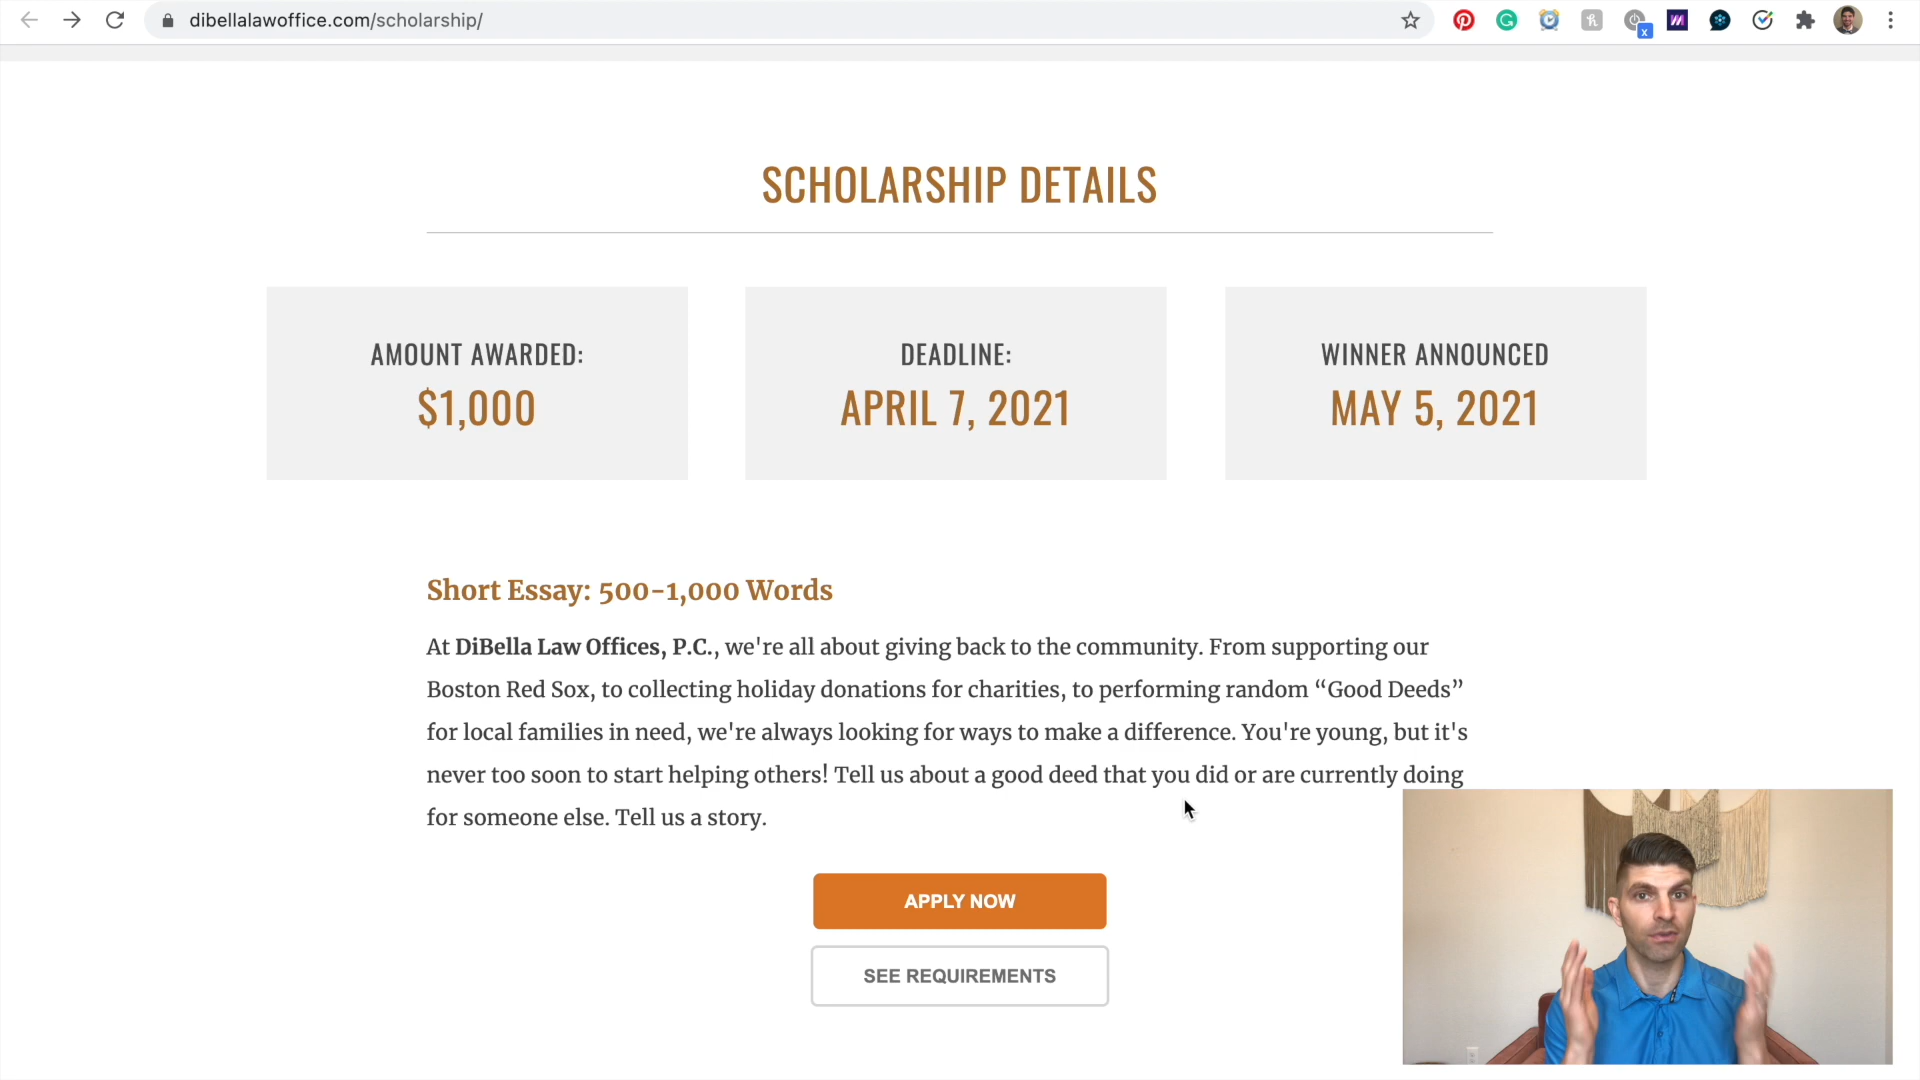 dibellalawoffice.com/scholarship/
SCHOLARSHIP DETAILS
AMOUNT AWARDED:
$1,000
DEADLINE:
APRIL 7, 2021
WINNER ANNOUNCED
MAY 5, 2021
Short Essay: 500-1,000 Words
At DiBella Law Offices, P.C., we're all about giving back to the community. From supporting our
Boston Red Sox, to collecting holiday donations for charities, to performing random “Good Deeds”
for local families in need, we're always looking for ways to make a difference. You're young, but it's
never too soon to start helping others! Tell us about a good deed that you did or are currently doing
for someone else. Tell us a story.
APPLY NOW
SEE REQUIREMENTS